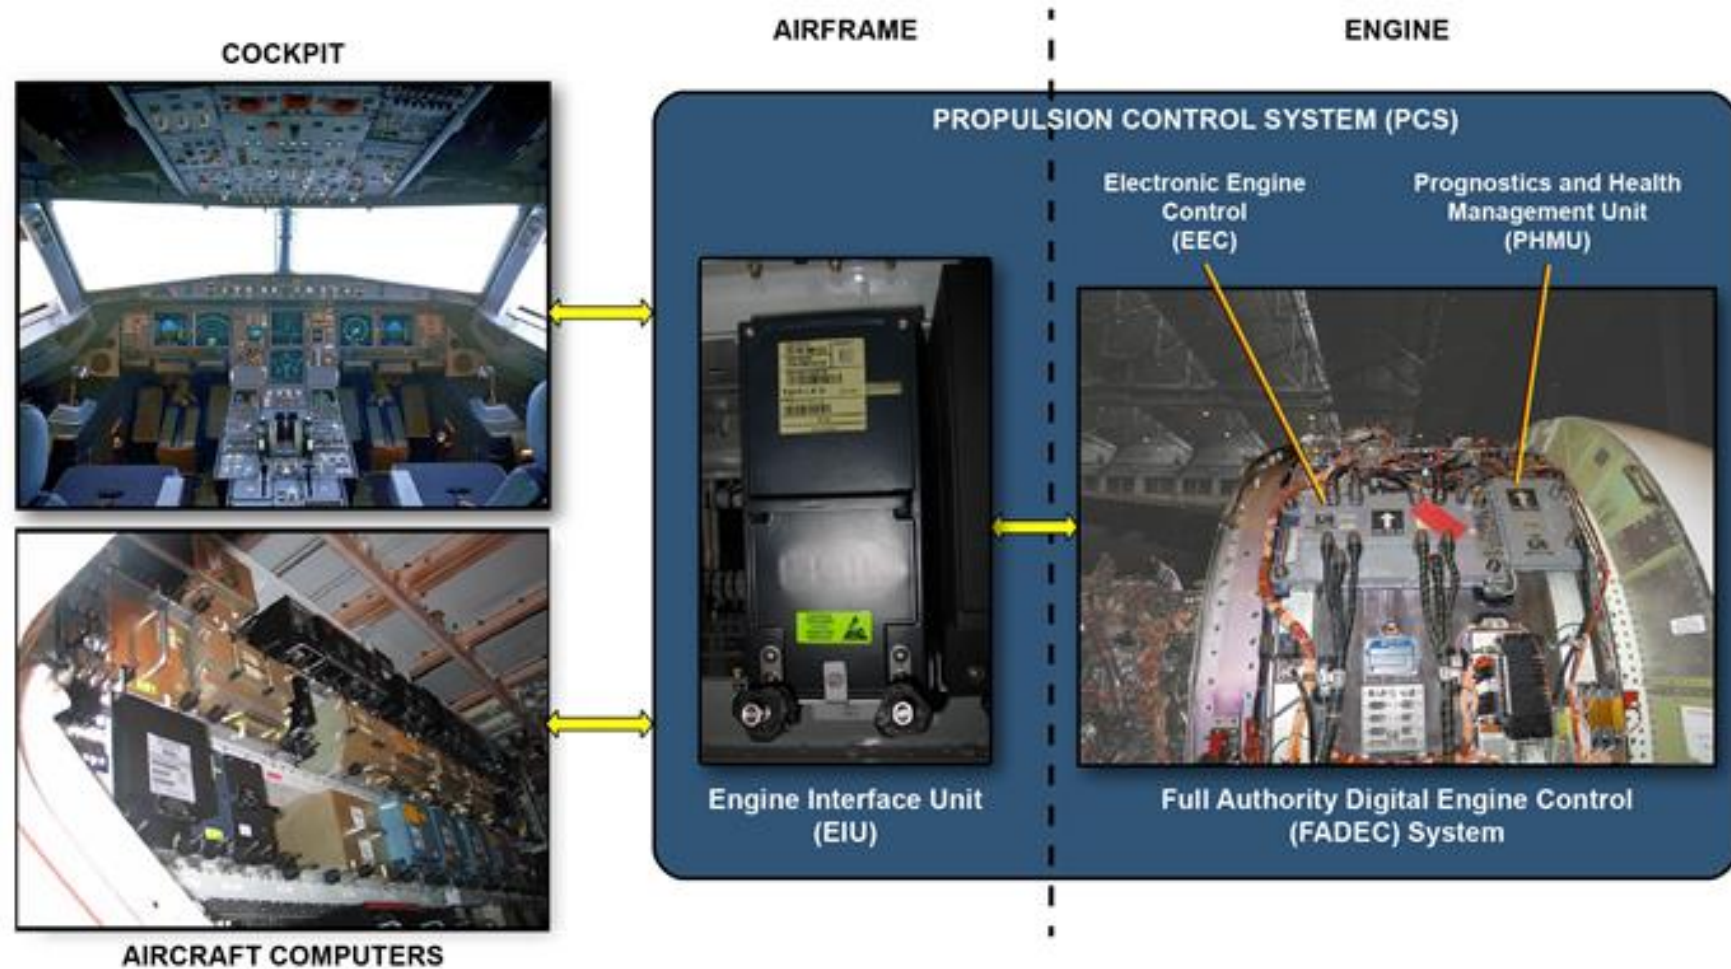 COCKPIT
AIRFRAME
ENGINE
PROPULSION CONTROL SYSTEM (PCS)
Electronic Engine
Control
(EEC)
Prognostics and Health
Management Unit
(PHMU)
Engine Interface Unit
(EIU)
Full Authority Digital Engine Control
(FADEC) System
AIRCRAFT COMPUTERS